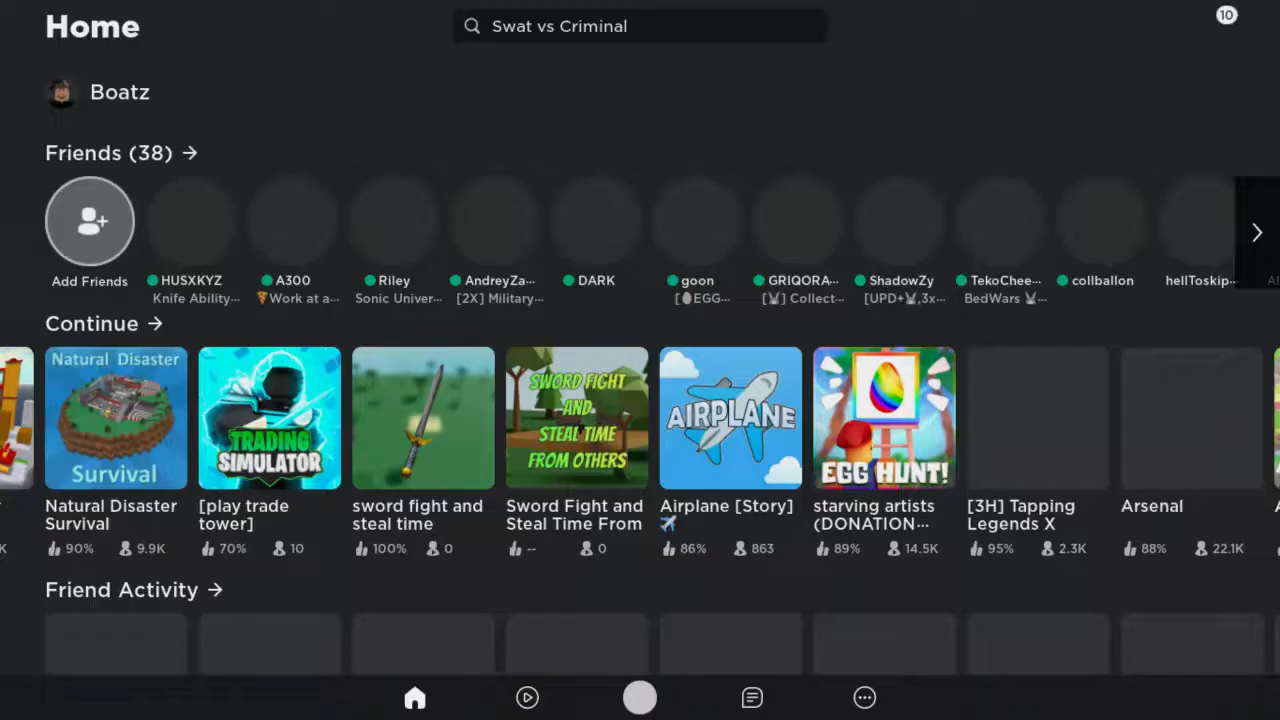 Home
Swat vs Criminal
10
Boatz
Friends (38) →
Add Friends
HUSXKYZ
Knife Ability...
A300
🍕Work at a...
Riley
Sonic Univer...
AndreyZa...
[2X] Military...
DARK
goon
[🥚EGG...
GRIQORA...
[🐰] Collect...
ShadowZy
[UPD+🐰,3x...
TekoChee...
BedWars 🐰...
collballon
hellToskip...
Continue →
Natural Disaster
Survival
TRADING
SIMULATOR
SWORD FIGHT
AND
STEAL TIME
FROM OTHERS
AIRPLANE
EGG HUNT!
Natural Disaster
Survival
90% 9.9K
[play trade
tower]
70% 10
sword fight and
steal time
100% 0
Sword Fight and
Steal Time From
-- 0
Airplane [Story]
✈️
86% 863
starving artists
(DONATION...
89% 14.5K
[3H] Tapping
Legends X
95% 2.3K
Arsenal
88% 22.1K
Friend Activity →